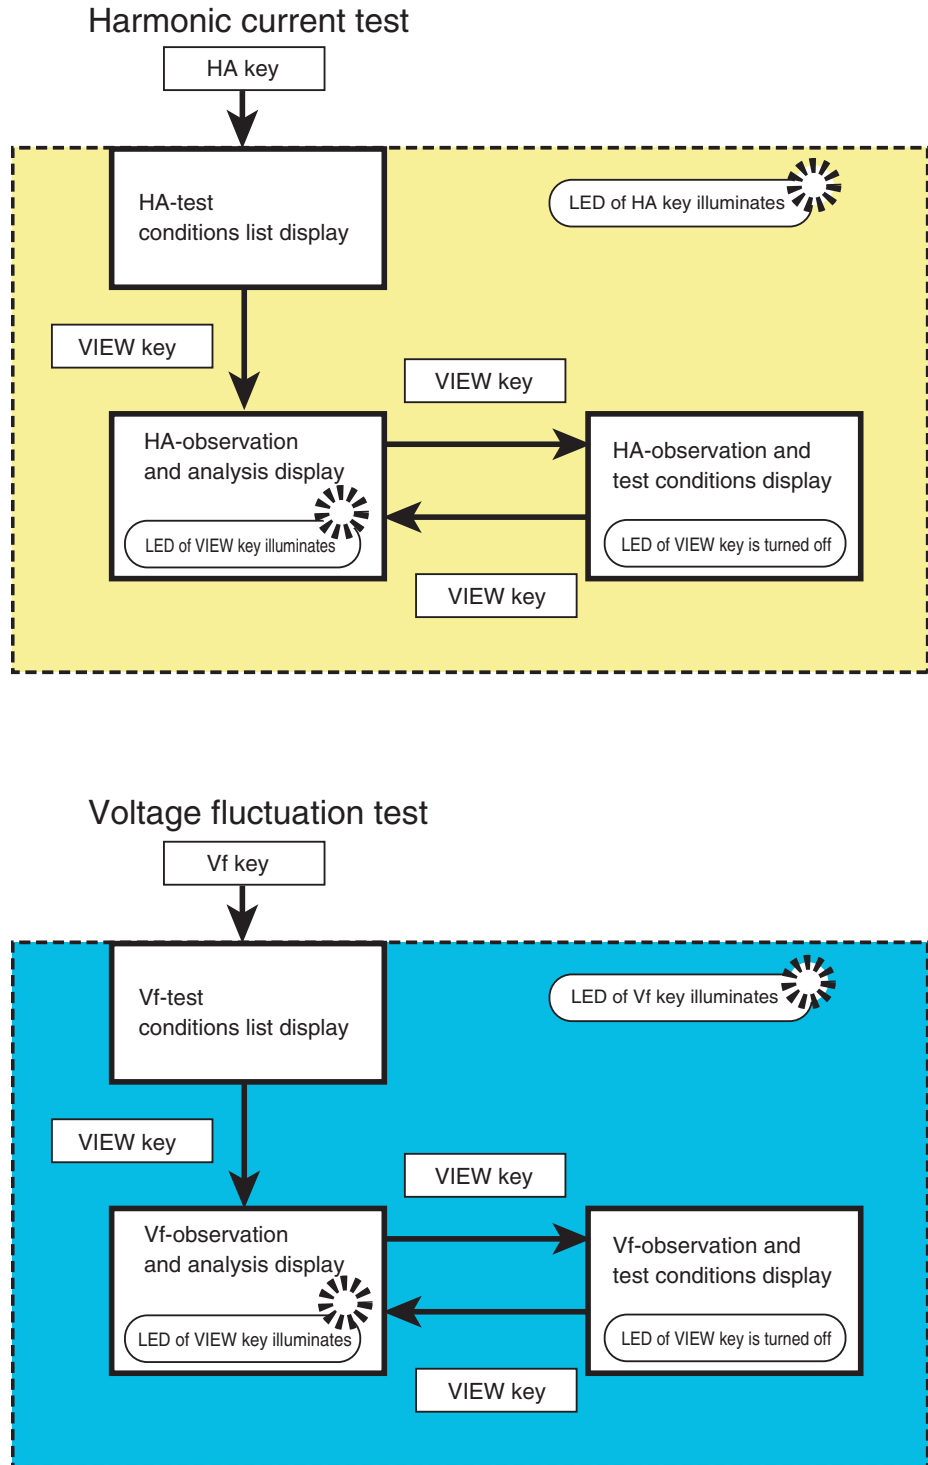 Harmonic current test
HA key
HA-test
conditions list display
LED of HA key illuminates
VIEW key
VIEW key
HA-observation
and analysis display
LED of VIEW key illuminates
HA-observation and
test conditions display
LED of VIEW key is turned off
VIEW key
Voltage fluctuation test
Vf key
Vf-test
conditions list display
LED of Vf key illuminates
VIEW key
VIEW key
Vf-observation
and analysis display
LED of VIEW key illuminates
Vf-observation and
test conditions display
LED of VIEW key is turned off
VIEW key